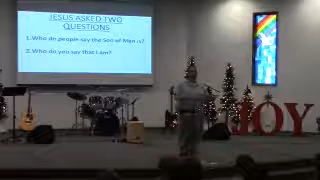 JESUS ASKED TWO
QUESTIONS
1.Who do people say the Son of Man is?
2.Who do you say that I am?
JOY